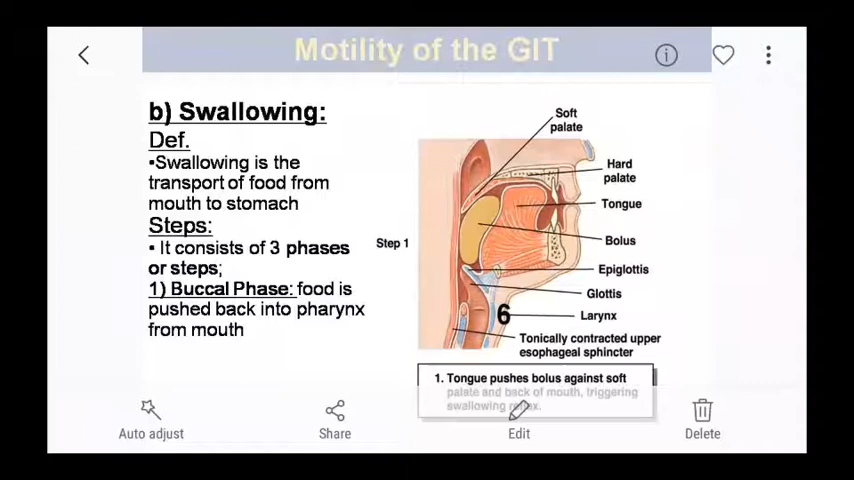 Motility of the GIT
b) Swallowing:
Def.
•Swallowing is the
transport of food from
mouth to stomach
Steps:
• It consists of 3 phases
or steps;
1) Buccal Phase: food is
pushed back into pharynx
from mouth
Soft
palate
Hard
palate
Tongue
Step 1
Bolus
Epiglottis
Glottis
6
Larynx
Tonically contracted upper
esophageal sphincter
1. Tongue pushes bolus against soft
palate and back of mouth, triggering
swallowing reflex.
Auto adjust
Share
Edit
Delete